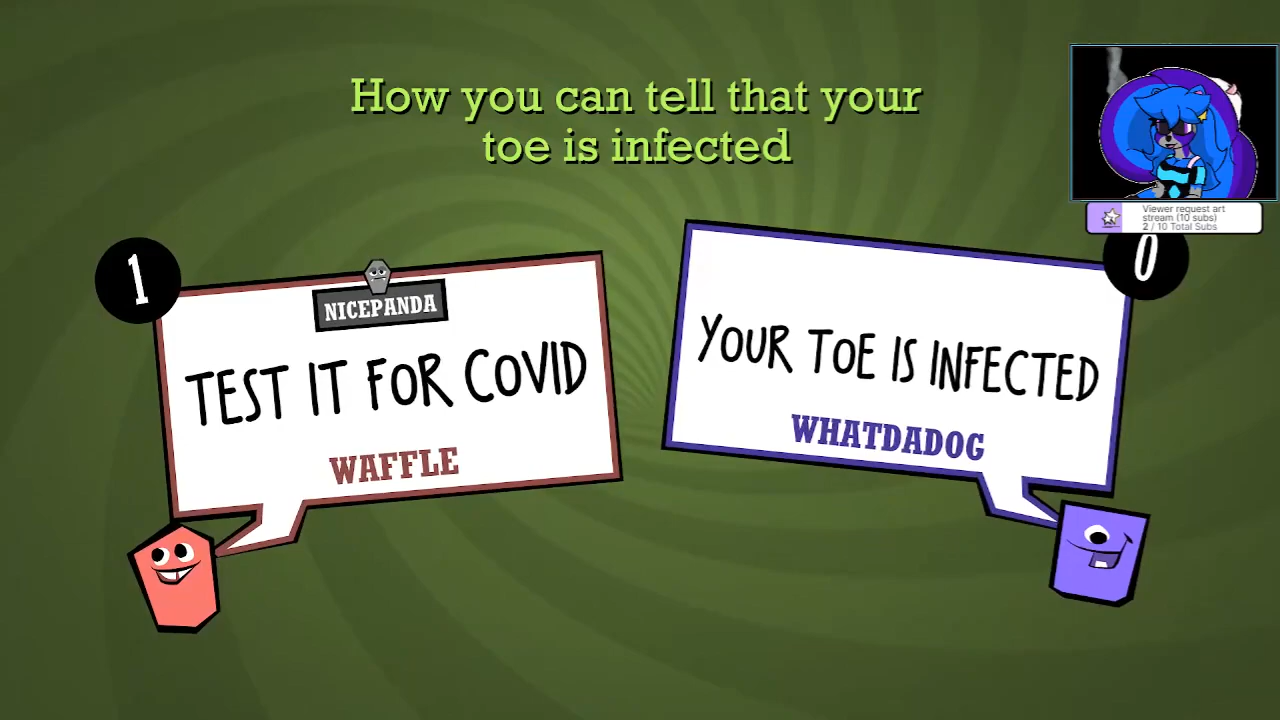 How you can tell that your
toe is infected
Viewer request art
stream (10 subs)
2 / 10 Total Subs
1
NICEPANDA
TEST IT FOR COVID
WAFFLE
0
YOUR TOE IS INFECTED
WHATDADOG